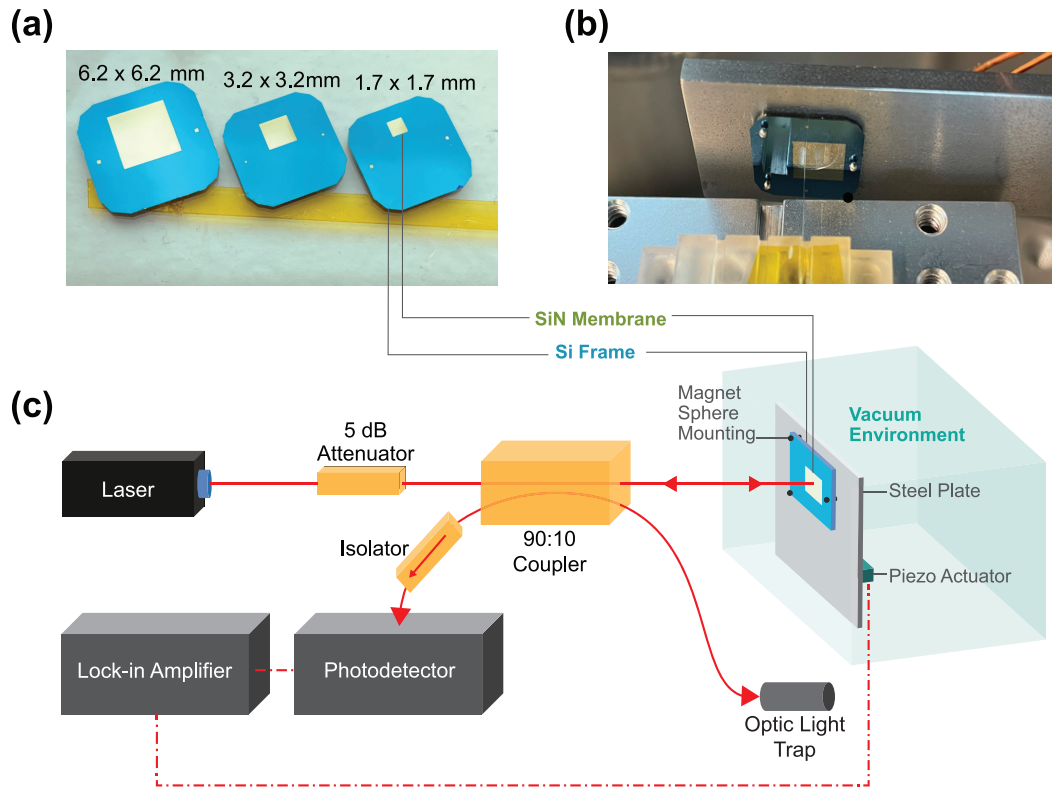 (a)
(b)
6.2 x 6.2 mm
3.2 x 3.2mm
1.7 x 1.7 mm
SiN Membrane
Si Frame
(c)
Magnet
Sphere
Mounting
Vacuum
Environment
5 dB
Attenuator
Laser
Steel Plate
Isolator
90:10
Coupler
Piezo Actuator
Lock-in Amplifier
Photodetector
Optic Light
Trap